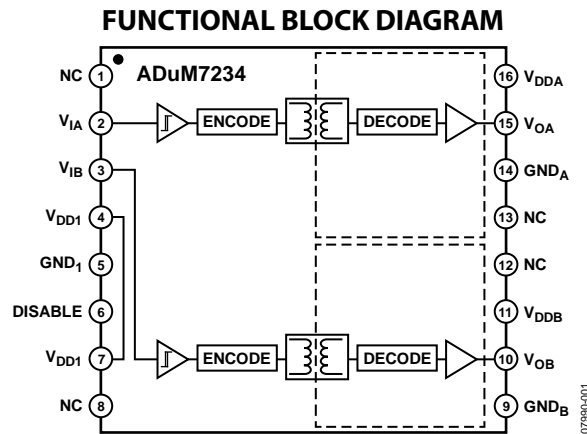 FUNCTIONAL BLOCK DIAGRAM
ADuM7234
NC 1
VIA 2
VIB 3
VDD1 4
GND1 5
DISABLE 6
VDD1 7
NC 8
ENCODE
DECODE
ENCODE
DECODE
16 VDDA
15 VOA
14 GNDA
13 NC
12 NC
11 VDDB
10 VOB
9 GNDB
07990-001